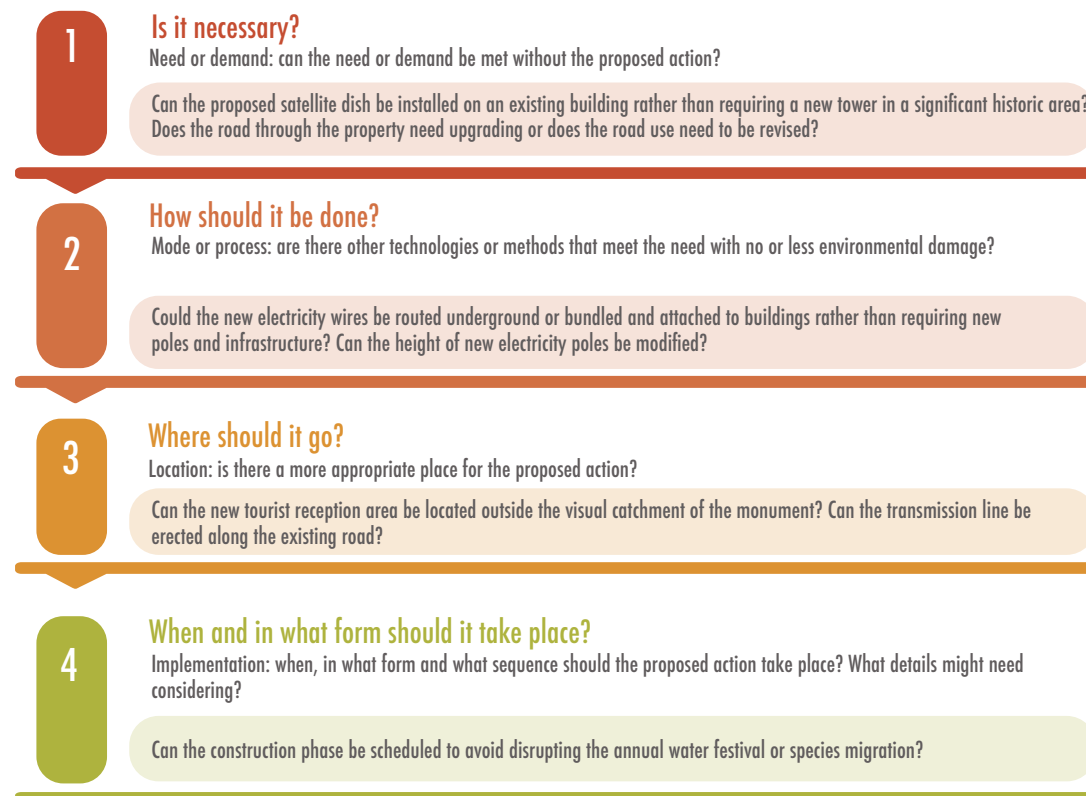 1
Is it necessary?
Need or demand: can the need or demand be met without the proposed action?
Can the proposed satellite dish be installed on an existing building rather than requiring a new tower in a significant historic area?
Does the road through the property need upgrading or does the road use need to be revised?
2
How should it be done?
Mode or process: are there other technologies or methods that meet the need with no or less environmental damage?
Could the new electricity wires be routed underground or bundled and attached to buildings rather than requiring new
poles and infrastructure? Can the height of new electricity poles be modified?
3
Where should it go?
Location: is there a more appropriate place for the proposed action?
Can the new tourist reception area be located outside the visual catchment of the monument? Can the transmission line be
erected along the existing road?
4
When and in what form should it take place?
Implementation: when, in what form and what sequence should the proposed action take place? What details might need
considering?
Can the construction phase be scheduled to avoid disrupting the annual water festival or species migration?